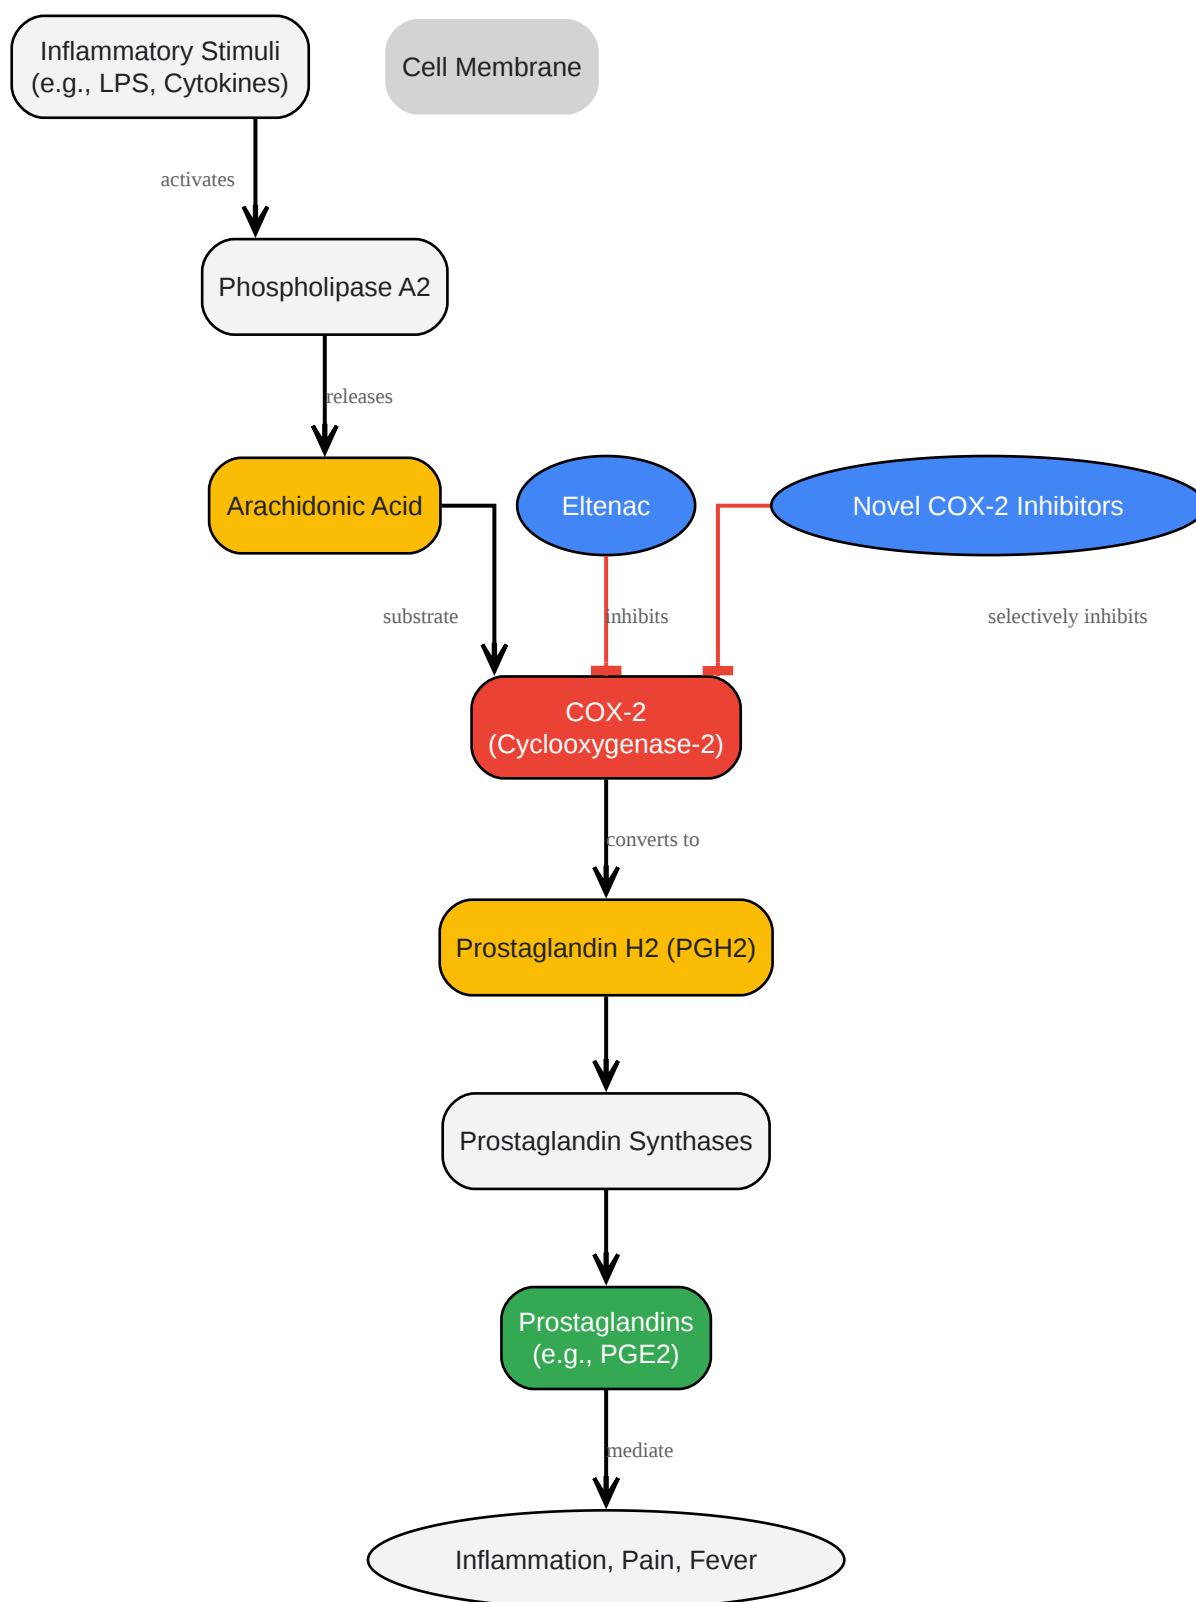 Inflammatory Stimuli
(e.g., LPS, Cytokines)
Cell Membrane
activates
Phospholipase A2
releases
Arachidonic Acid
Eltenac
Novel COX-2 Inhibitors
substrate
inhibits
selectively inhibits
COX-2
(Cyclooxygenase-2)
converts to
Prostaglandin H2 (PGH2)
Prostaglandin Synthases
Prostaglandins
(e.g., PGE2)
mediate
Inflammation, Pain, Fever